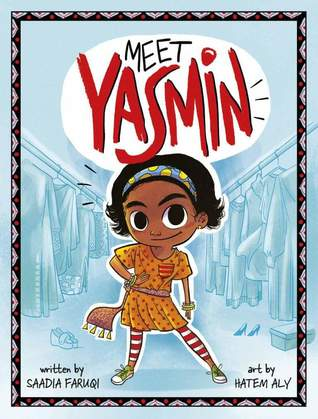 MEET
YASMIN
written by
SAADIA FARUQI
art by
HATEM ALY